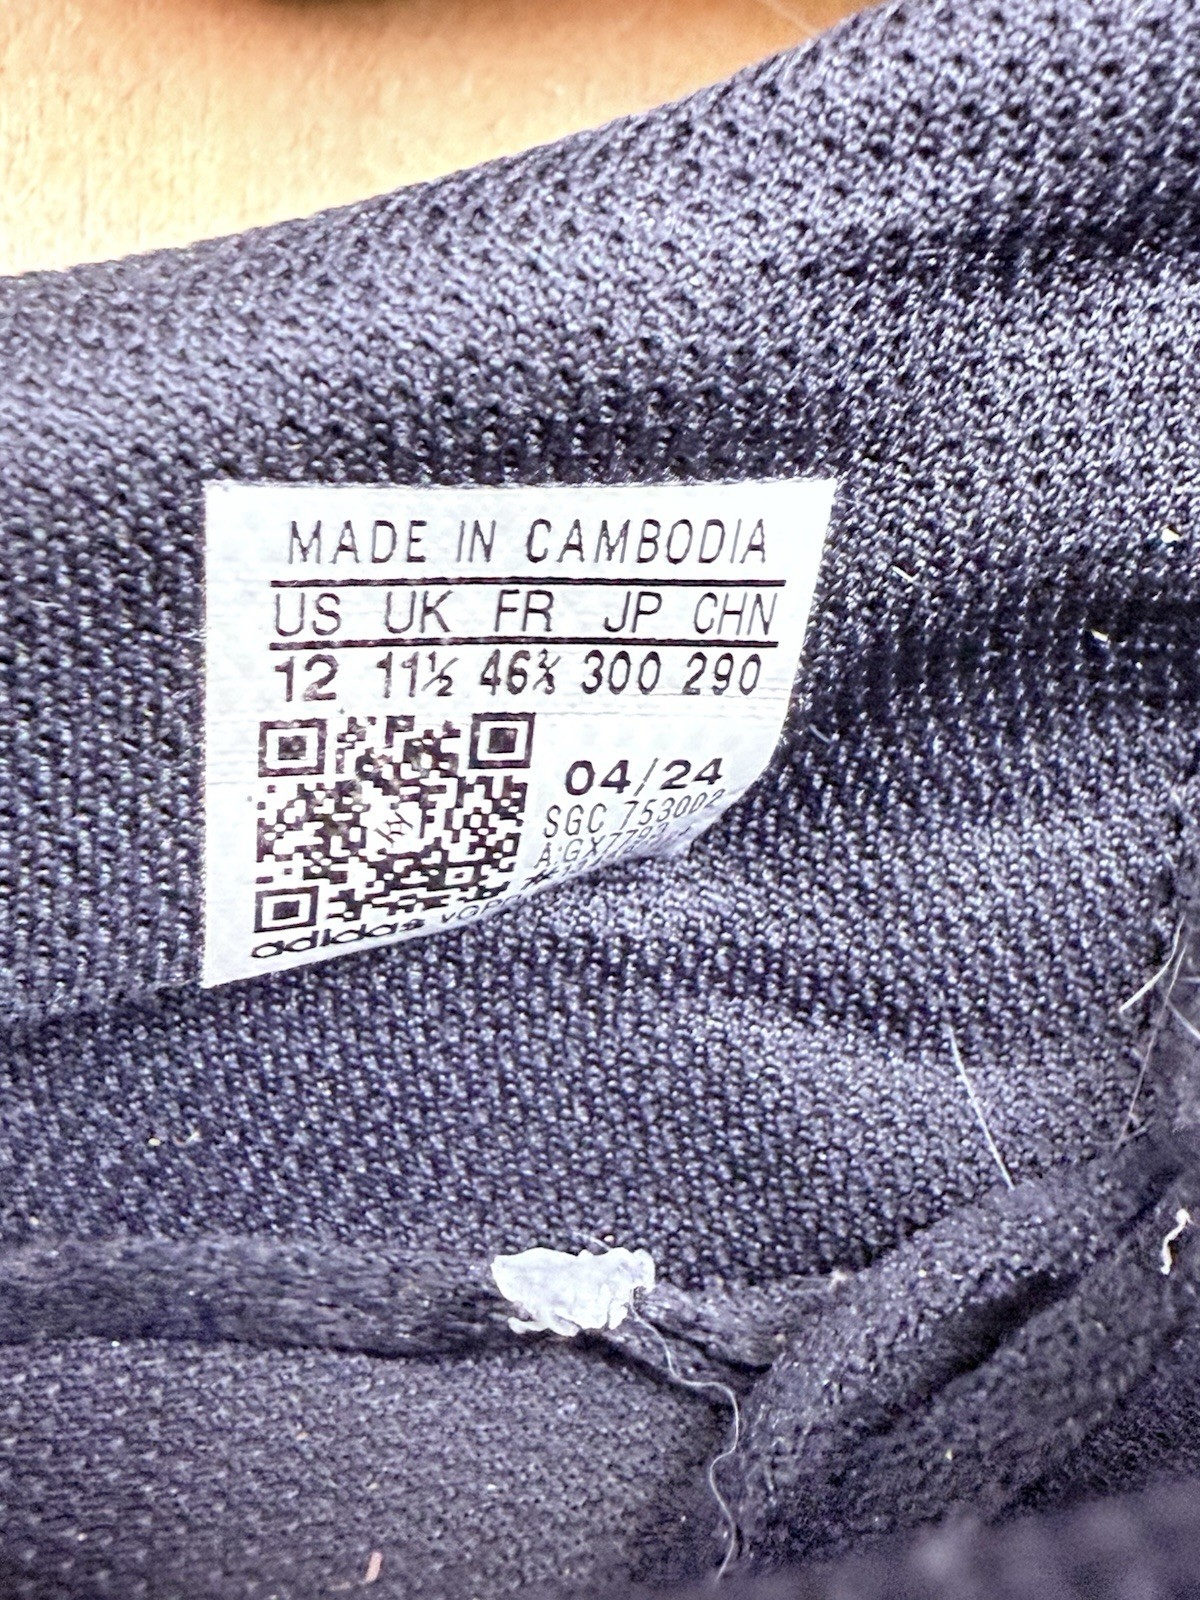 MADE IN CAMBODIA
US UK FR JP CHN
12 11½ 46⅔ 300 290
04/24
SGC 753002
adidas